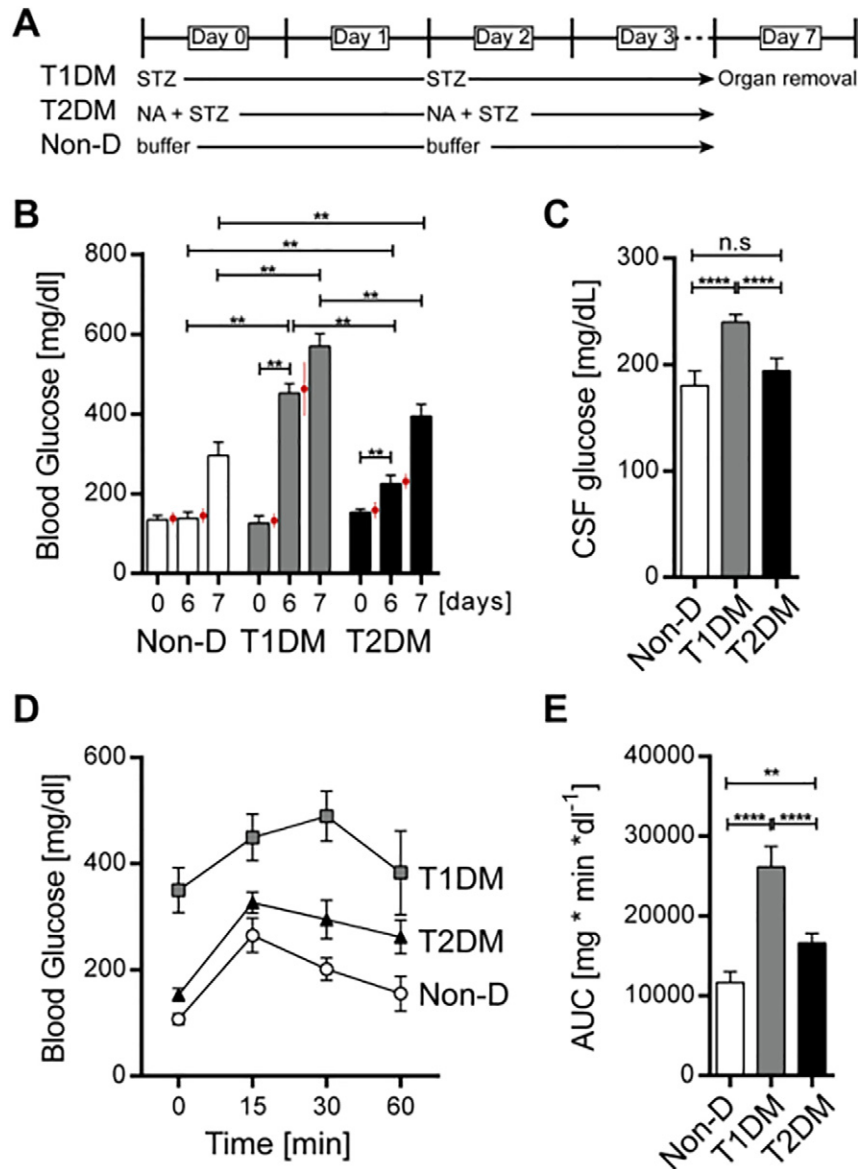 A
Day 0 Day 1 Day 2 Day 3 Day 7
T1DM STZ STZ Organ removal
T2DM NA + STZ NA + STZ
Non-D buffer buffer
B
Blood Glucose [mg/dl]
800
600
400
200
0
** **
**
** **
** **
** **
0 6 7 0 6 7 0 6 7 [days]
Non-D T1DM T2DM
C
CSF glucose [mg/dL]
n.s
**** ****
300
200
100
0
Non-D T1DM T2DM
D
Blood Glucose [mg/dl]
600
400
200
0
T1DM
T2DM
Non-D
0 15 30 60
Time [min]
E
AUC [mg * min *dl⁻¹]
40000
30000
20000
10000
0
**
**** ****
Non-D T1DM T2DM